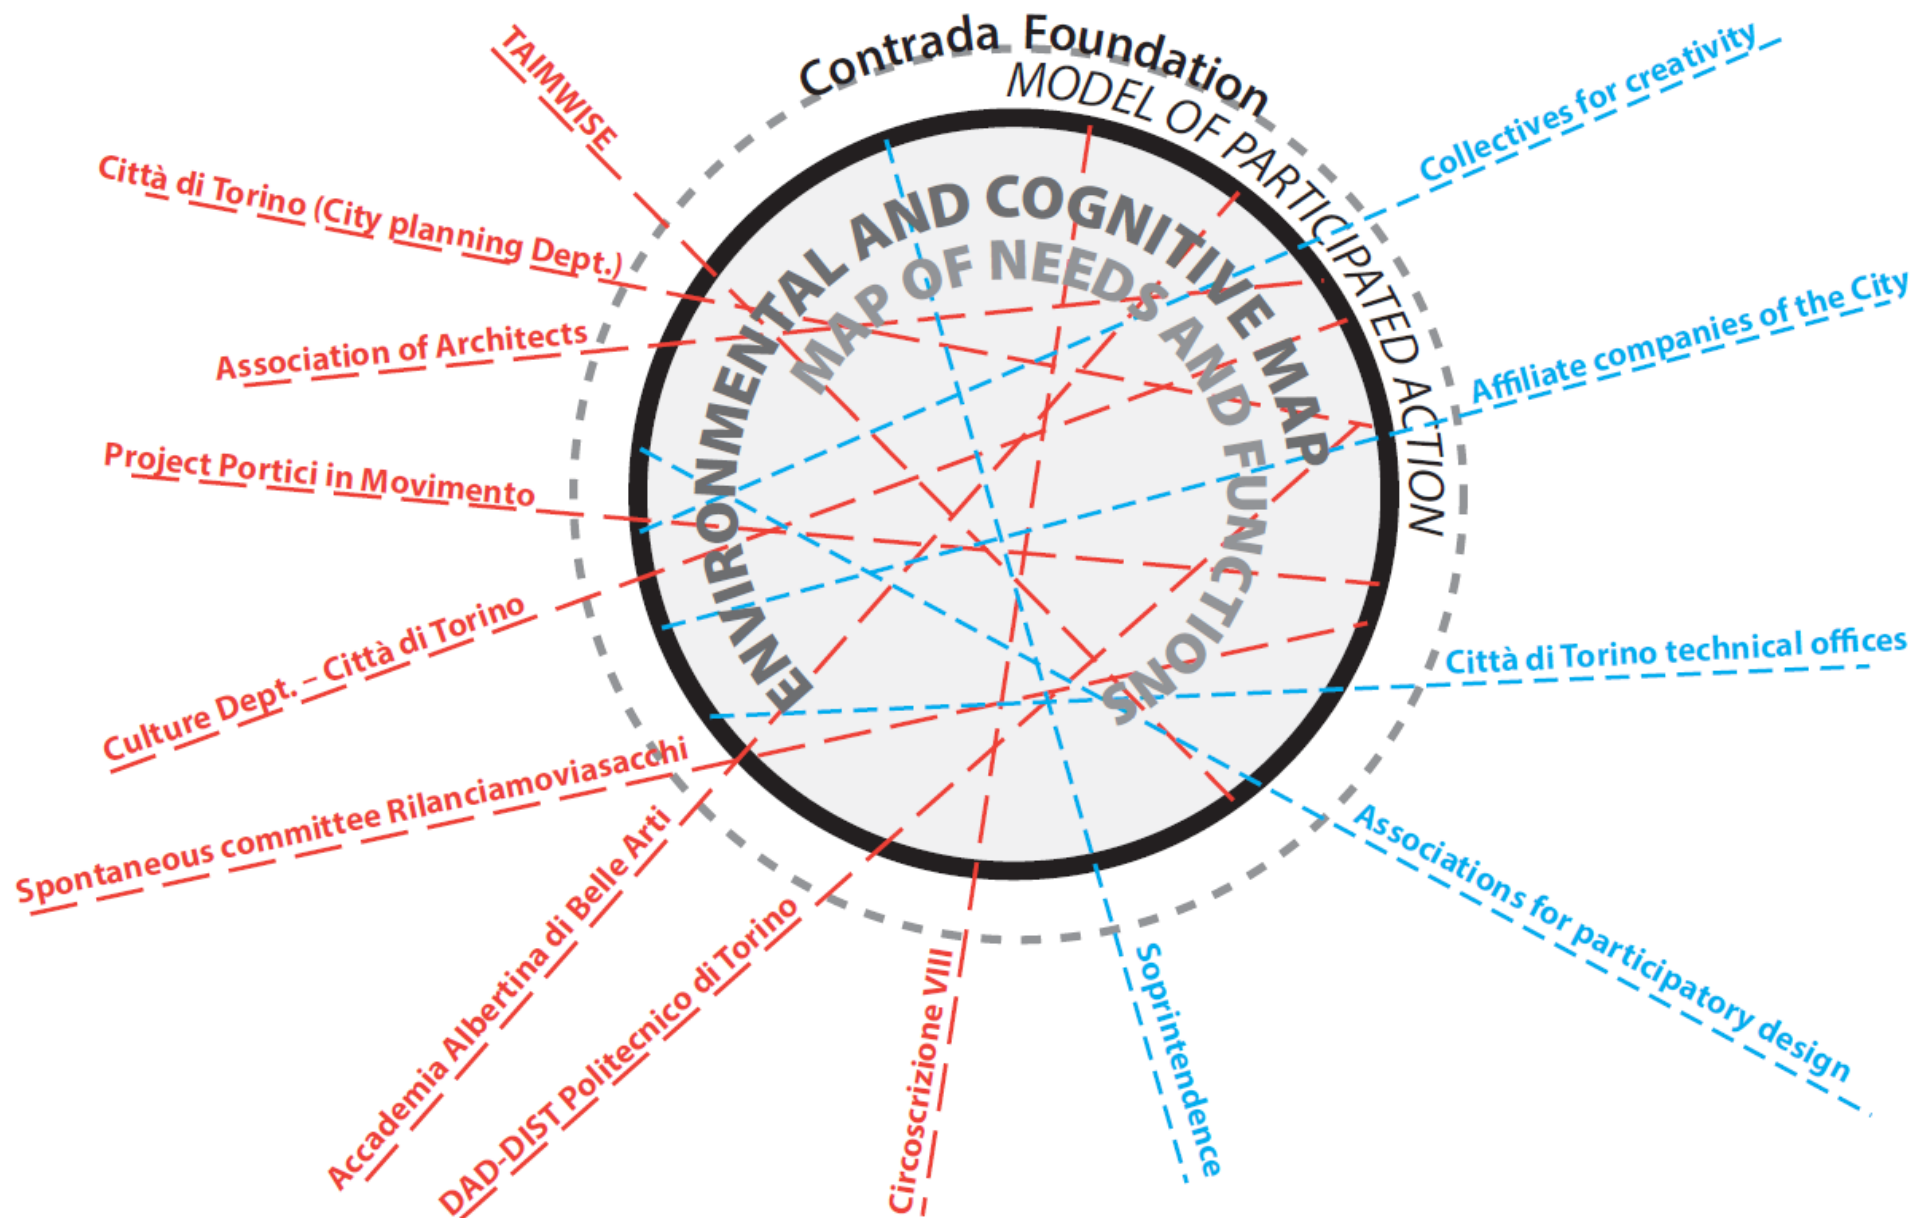 Contrada Foundation
MODEL OF PARTICIPATED ACTION
ENVIRONMENTAL AND COGNITIVE MAP
MAP OF NEEDS AND FUNCTIONS
TAIMWISE
Città di Torino (City planning Dept.)
Association of Architects
Project Portici in Movimento
Culture Dept. – Città di Torino
Spontaneous committee Rilanciamoviasacchi
Accademia Albertina di Belle Arti
DAD-DIST Politecnico di Torino
Circoscrizione VIII
Soprintendence
Associations for participatory design
Città di Torino technical offices
Affiliate companies of the City
Collectives for creativity